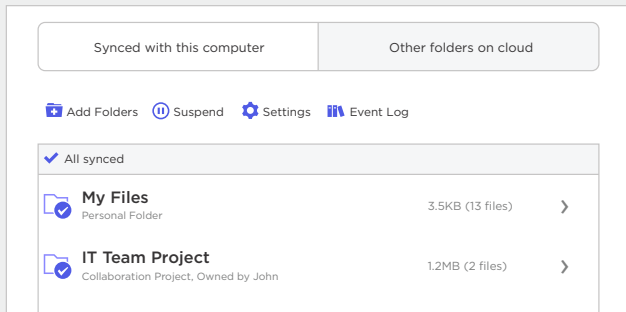 Synced with this computer
Other folders on cloud
Add Folders
Suspend
Settings
Event Log
All synced
My Files
Personal Folder
3.5KB (13 files)
IT Team Project
Collaboration Project, Owned by John
1.2MB (2 files)